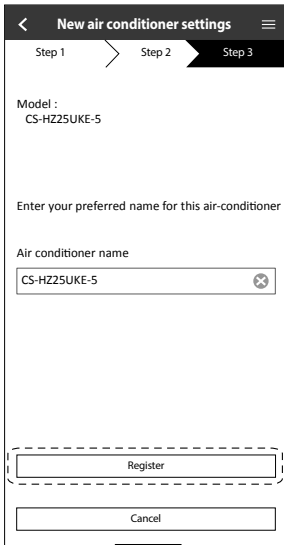 New air conditioner settings
Step 1 Step 2 Step 3
Model :
CS-HZ25UKE-5
Enter your preferred name for this air-conditioner
Air conditioner name
CS-HZ25UKE-5
Register
Cancel